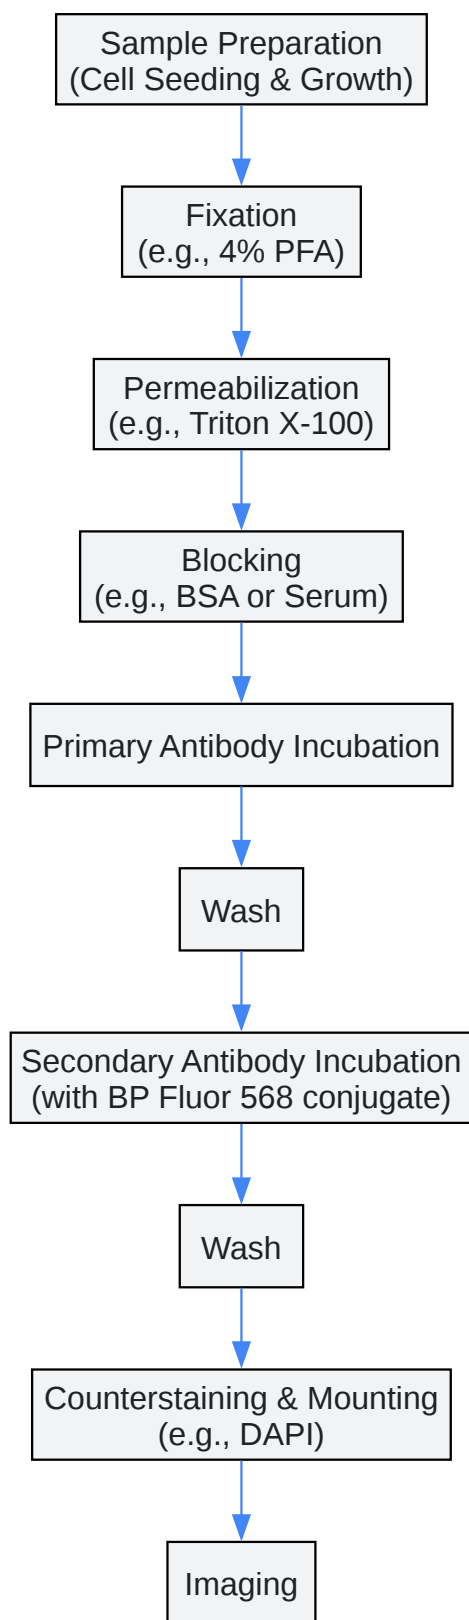 Sample Preparation
(Cell Seeding & Growth)
Fixation
(e.g., 4% PFA)
Permeabilization
(e.g., Triton X-100)
Blocking
(e.g., BSA or Serum)
Primary Antibody Incubation
Wash
Secondary Antibody Incubation
(with BP Fluor 568 conjugate)
Wash
Counterstaining & Mounting
(e.g., DAPI)
Imaging